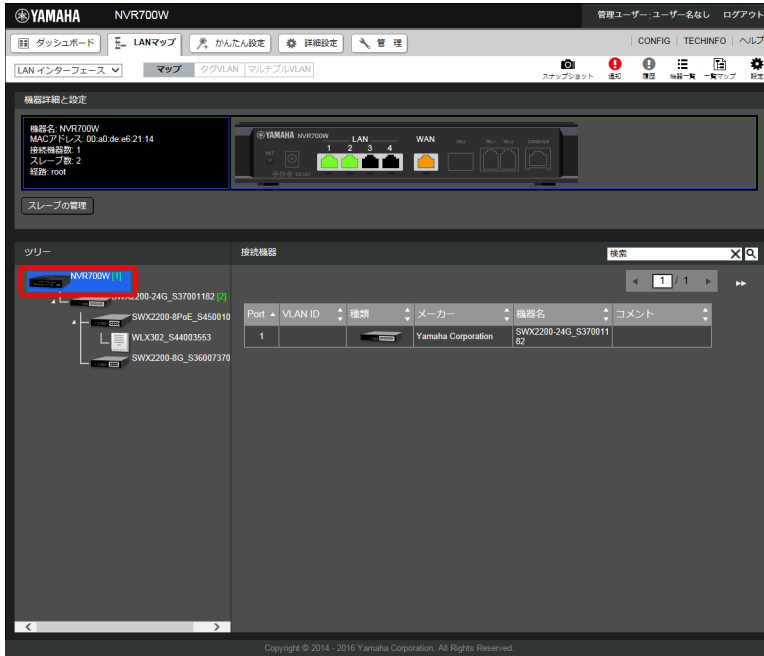 YAMAHA NVR700W 管理ユーザー: ユーザー名なし ログアウト
ダッシュボード LANマップ かんたん設定 詳細設定 管 理 CONFIG TECHINFO ヘルプ
LAN インターフェース マップ タグVLAN マルチプルVLAN スナップショット 通知 履歴 機器一覧 一覧マップ 設定
機器詳細と設定
機器名: NVR700W
MACアドレス: 00:a0:de:e6:21:14
接続機器数: 1
スレーブ数: 2
経路: root
YAMAHA NVR700W LAN WAN ONU TEL1 TEL2 CONSOLE
1 2 3 4
スレーブの管理
ツリー
NVR700W [1]
SWX2200-24G_S37001182 [2]
SWX2200-8PoE_S450010
WLX302_S44003553
SWX2200-8G_S36007370
接続機器 検索
1 / 1
Port VLAN ID 種類 メーカー 機器名 コメント
1 Yamaha Corporation SWX2200-24G_S370011
82
Copyright © 2014 - 2016 Yamaha Corporation. All Rights Reserved.